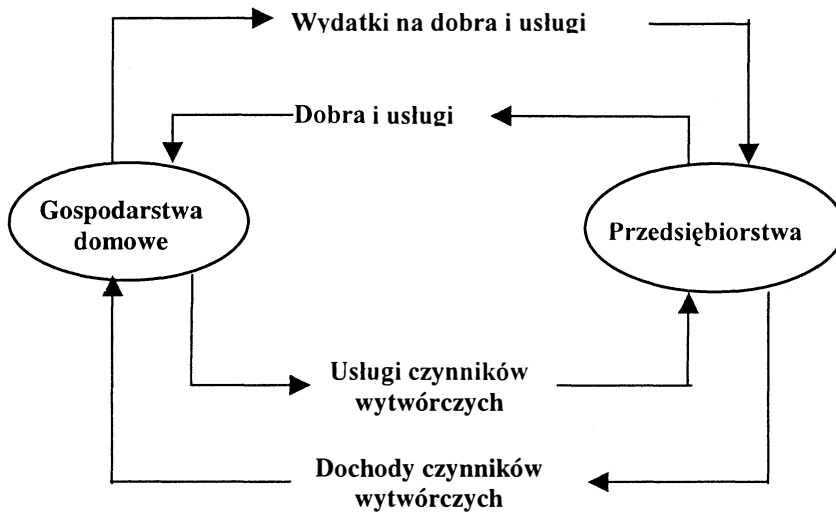 Wydatki na dobra i usługi
Dobra i usługi
Gospodarstwa
domowe
Przedsiębiorstwa
Usługi czynników
wytwórczych
Dochody czynników
wytwórczych